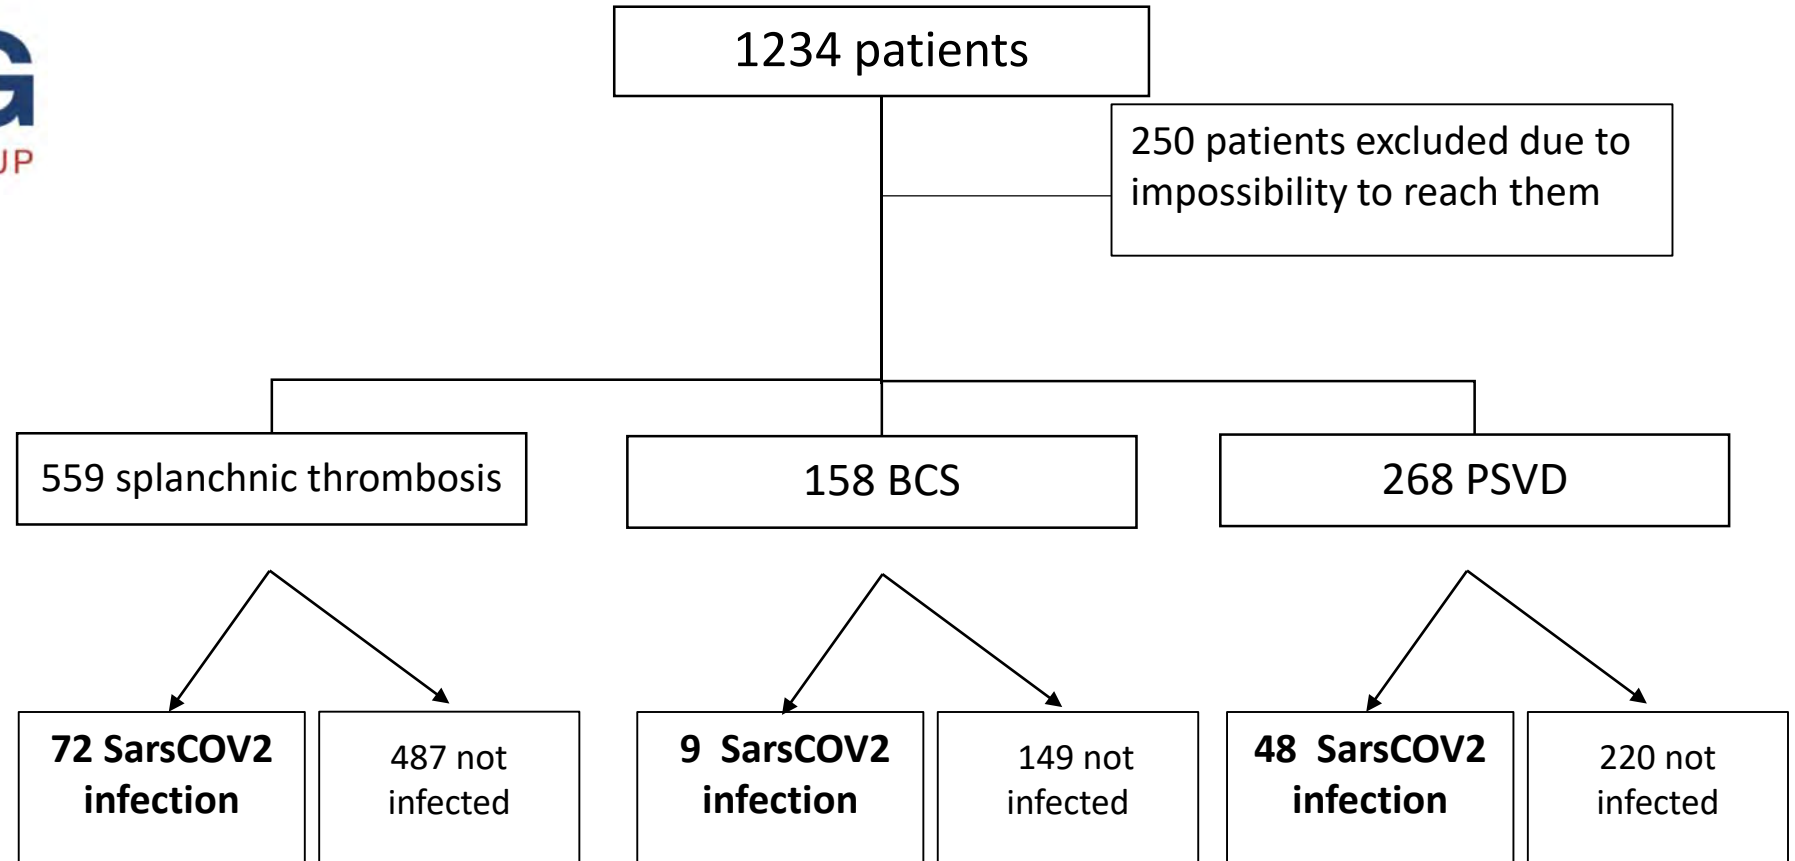 G
UP
1234 patients
250 patients excluded due to
impossibility to reach them
559 splanchnic thrombosis
158 BCS
268 PSVD
72 SarsCOV2
infection
487 not
infected
9 SarsCOV2
infection
149 not
infected
48 SarsCOV2
infection
220 not
infected